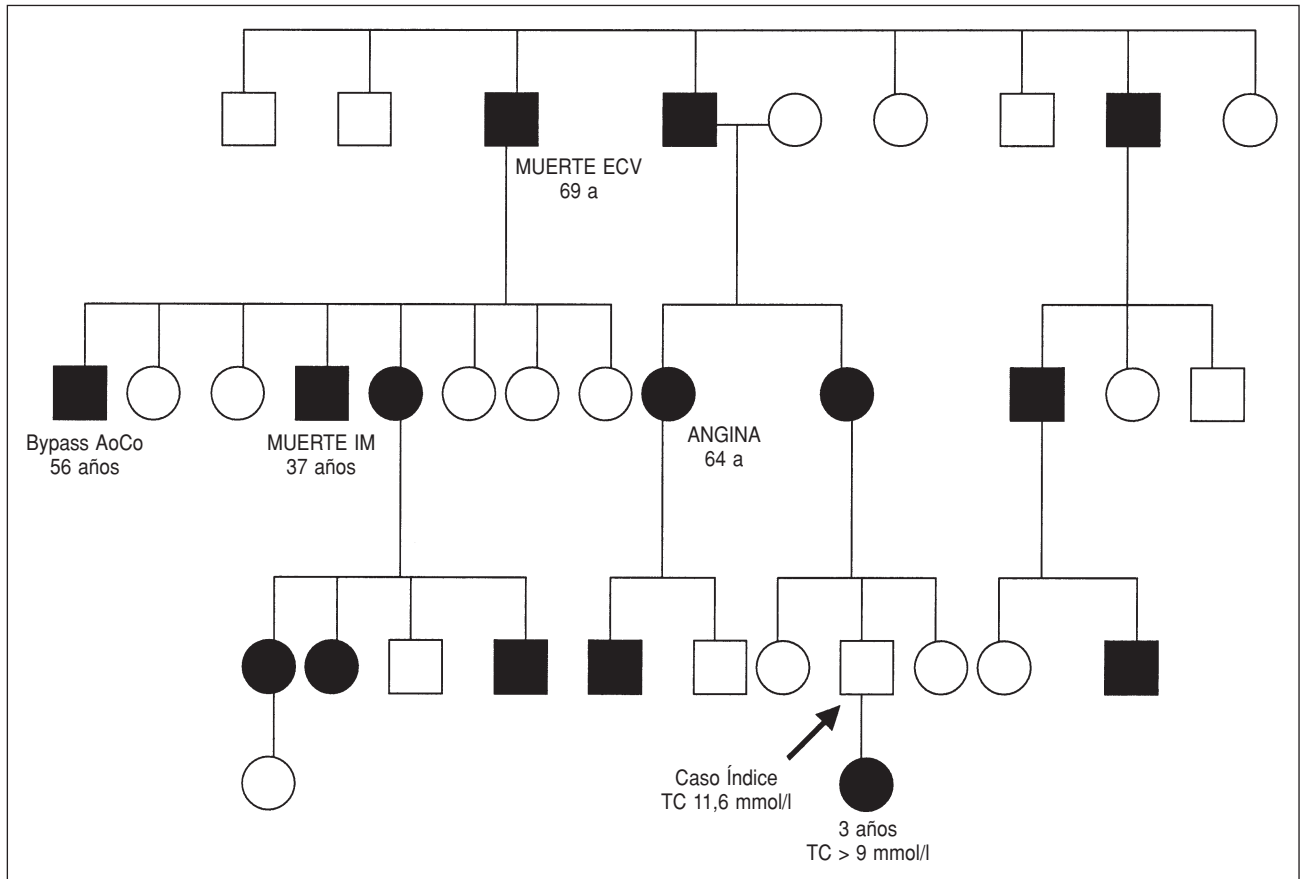 MUERTE ECV
69 a
Bypass AoCo
56 años
MUERTE IM
37 años
ANGINA
64 a
Caso Índice
TC 11,6 mmol/l
3 años
TC > 9 mmol/l